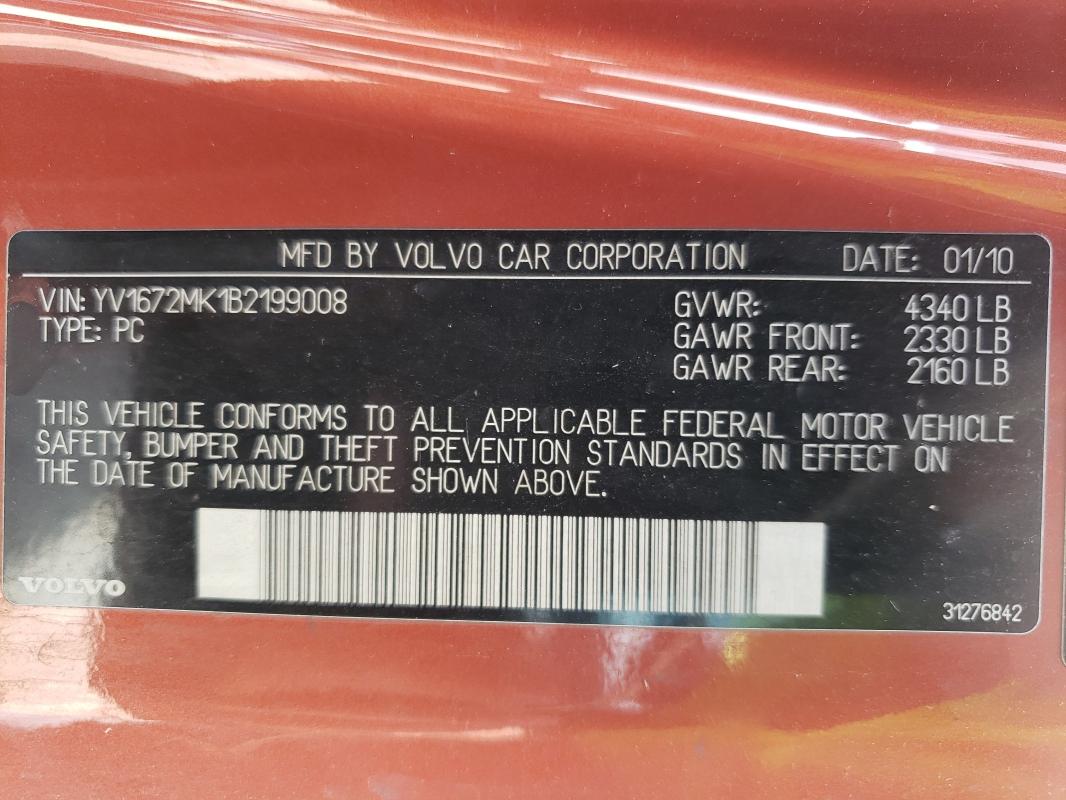 MFD BY VOLVO CAR CORPORATION DATE: 01/10
VIN: YV1672MK1B2199008 GVWR: 4340 LB
TYPE: PC GAWR FRONT: 2330 LB
GAWR REAR: 2160 LB
THIS VEHICLE CONFORMS TO ALL APPLICABLE FEDERAL MOTOR VEHICLE
SAFETY, BUMPER AND THEFT PREVENTION STANDARDS IN EFFECT ON
THE DATE OF MANUFACTURE SHOWN ABOVE.
VOLVO 31276842